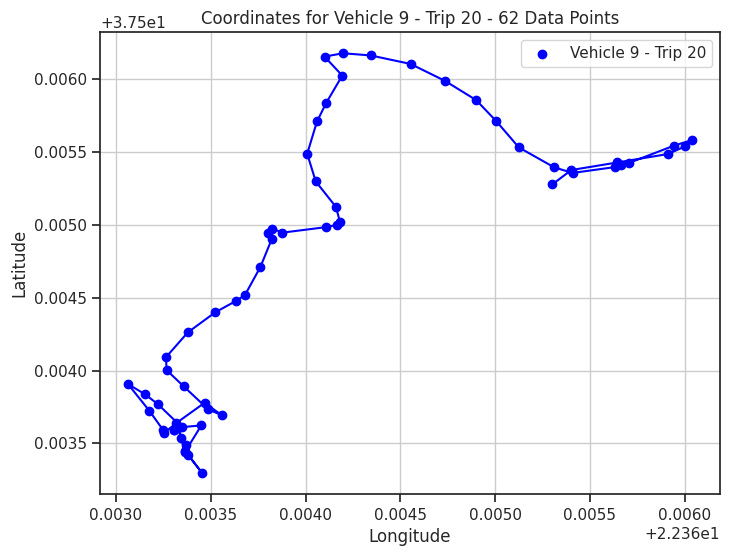 Coordinates for Vehicle 9 - Trip 20 - 62 Data Points
+3.75e1
Vehicle 9 - Trip 20
0.0060
0.0055
0.0050
0.0045
0.0040
0.0035
Latitude
0.0030 0.0035 0.0040 0.0045 0.0050 0.0055 0.0060
Longitude
+2.236e1